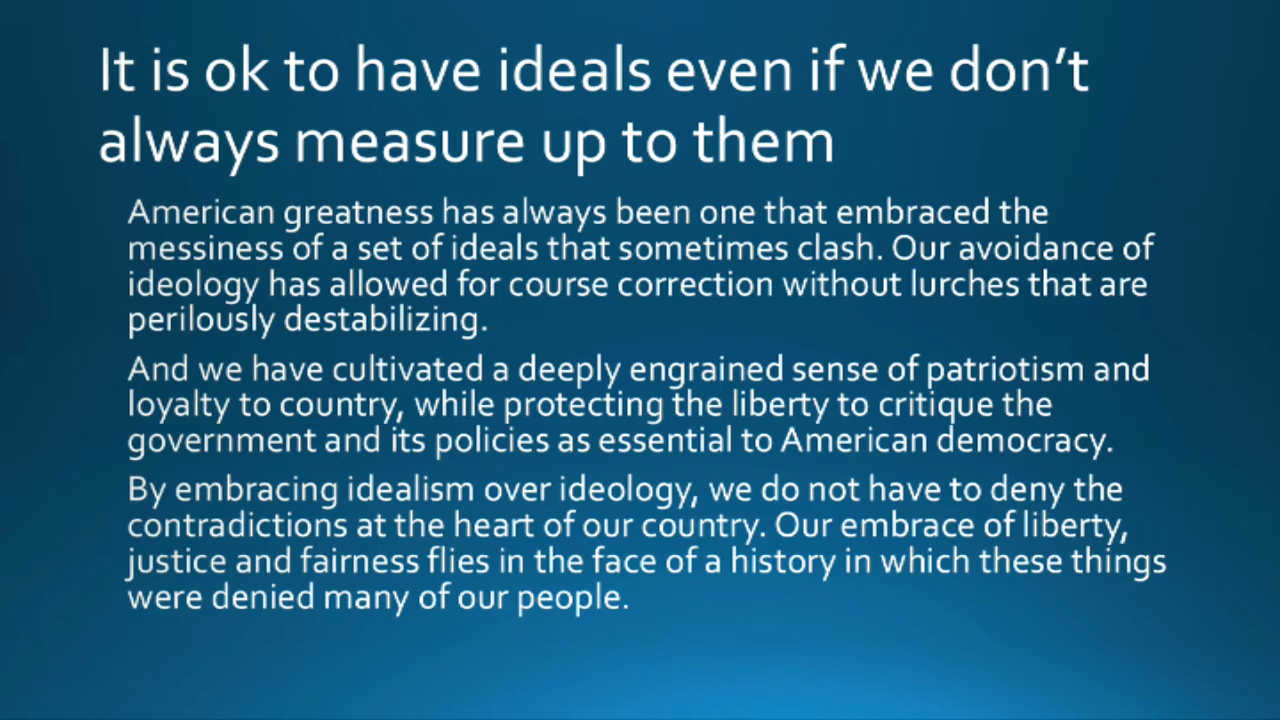 It is ok to have ideals even if we don’t
always measure up to them
American greatness has always been one that embraced the
messiness of a set of ideals that sometimes clash. Our avoidance of
ideology has allowed for course correction without lurches that are
perilously destabilizing.
And we have cultivated a deeply engrained sense of patriotism and
loyalty to country, while protecting the liberty to critique the
government and its policies as essential to American democracy.
By embracing idealism over ideology, we do not have to deny the
contradictions at the heart of our country. Our embrace of liberty,
justice and fairness flies in the face of a history in which these things
were denied many of our people.